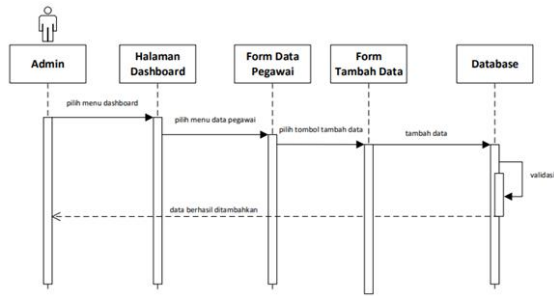 Admin
Halaman
Dashboard
Form Data
Pegawai
Form
Tambah Data
Database
pilih menu dashboard
pilih menu data pegawai
pilih tombol tambah data
tambah data
validasi
data berhasil ditambahkan